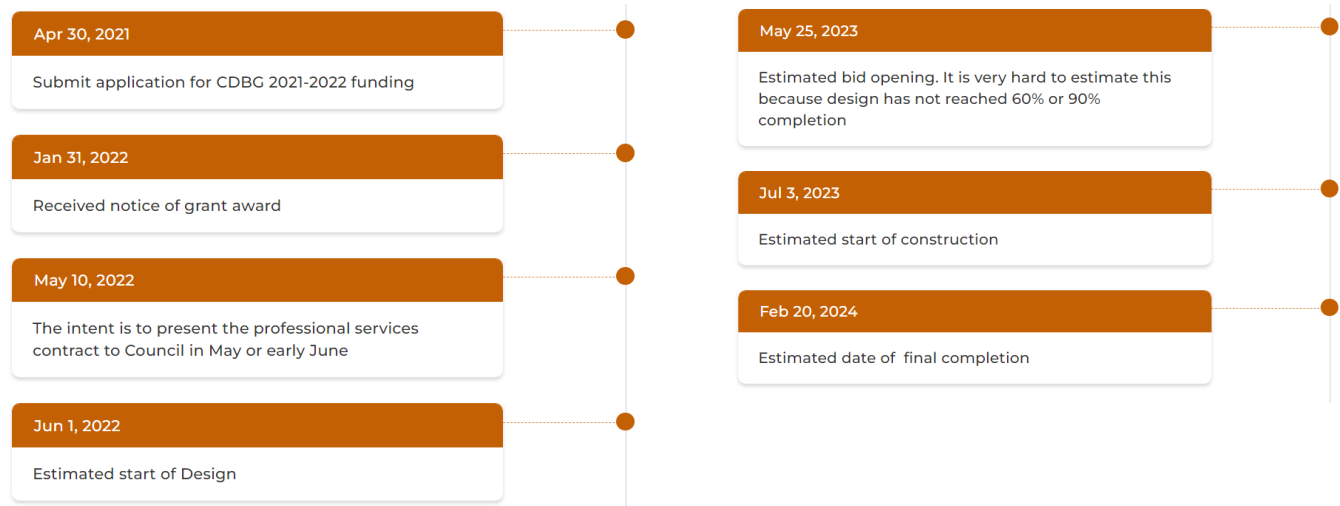 Apr 30, 2021
Submit application for CDBG 2021-2022 funding
Jan 31, 2022
Received notice of grant award
May 10, 2022
The intent is to present the professional services
contract to Council in May or early June
Jun 1, 2022
Estimated start of Design
May 25, 2023
Estimated bid opening. It is very hard to estimate this
because design has not reached 60% or 90%
completion
Jul 3, 2023
Estimated start of construction
Feb 20, 2024
Estimated date of  final completion